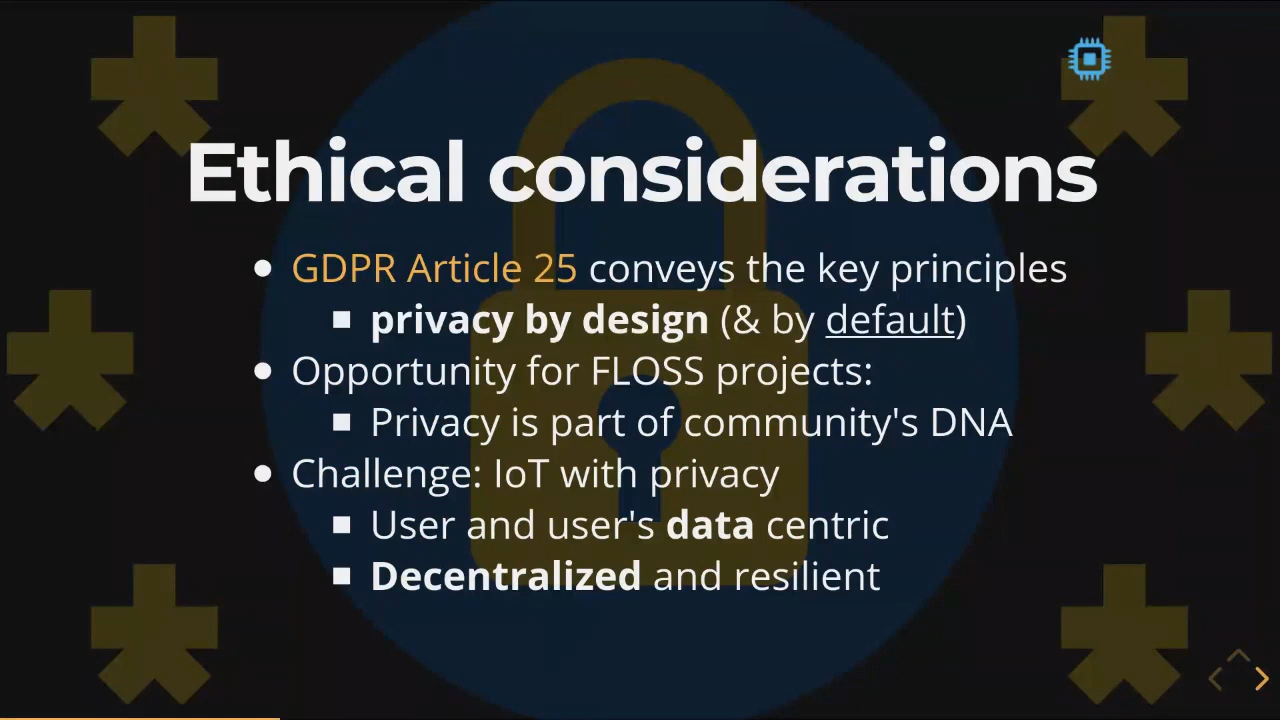 Ethical considerations
GDPR Article 25 conveys the key principles
privacy by design (& by default)
Opportunity for FLOSS projects:
Privacy is part of community's DNA
Challenge: IoT with privacy
User and user's data centric
Decentralized and resilient